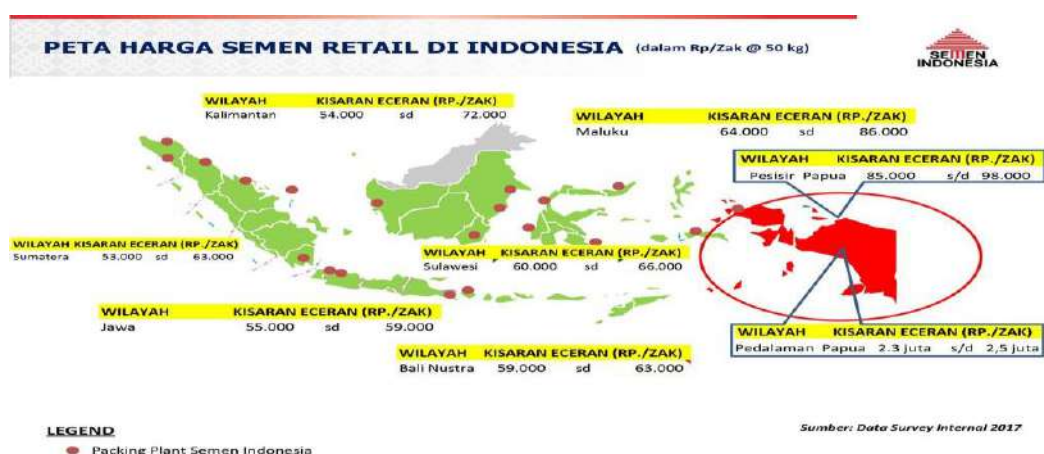 PETA HARGA SEMEN RETAIL DI INDONESIA (dalam Rp/Zak @ 50 kg)
SEMEN
INDONESIA
WILAYAH KISARAN ECERAN (RP./ZAK)
Kalimantan 54.000 sd 72.000
WILAYAH KISARAN ECERAN (RP./ZAK)
Maluku 64.000 sd 86.000
WILAYAH KISARAN ECERAN (RP./ZAK)
Pesisir Papua 85.000 s/d 98.000
WILAYAH KISARAN ECERAN (RP./ZAK)
Sumatera 53.000 sd 63.000
WILAYAH KISARAN ECERAN (RP./ZAK)
Sulawesi 60.000 sd 66.000
WILAYAH KISARAN ECERAN (RP./ZAK)
Jawa 55.000 sd 59.000
WILAYAH KISARAN ECERAN (RP./ZAK)
Pedalaman Papua 2.3 juta s/d 2,5 juta
WILAYAH KISARAN ECERAN (RP./ZAK)
Bali Nustra 59.000 sd 63.000
LEGEND
Packing Plant Semen Indonesia
Sumber: Data Survey Internal 2017